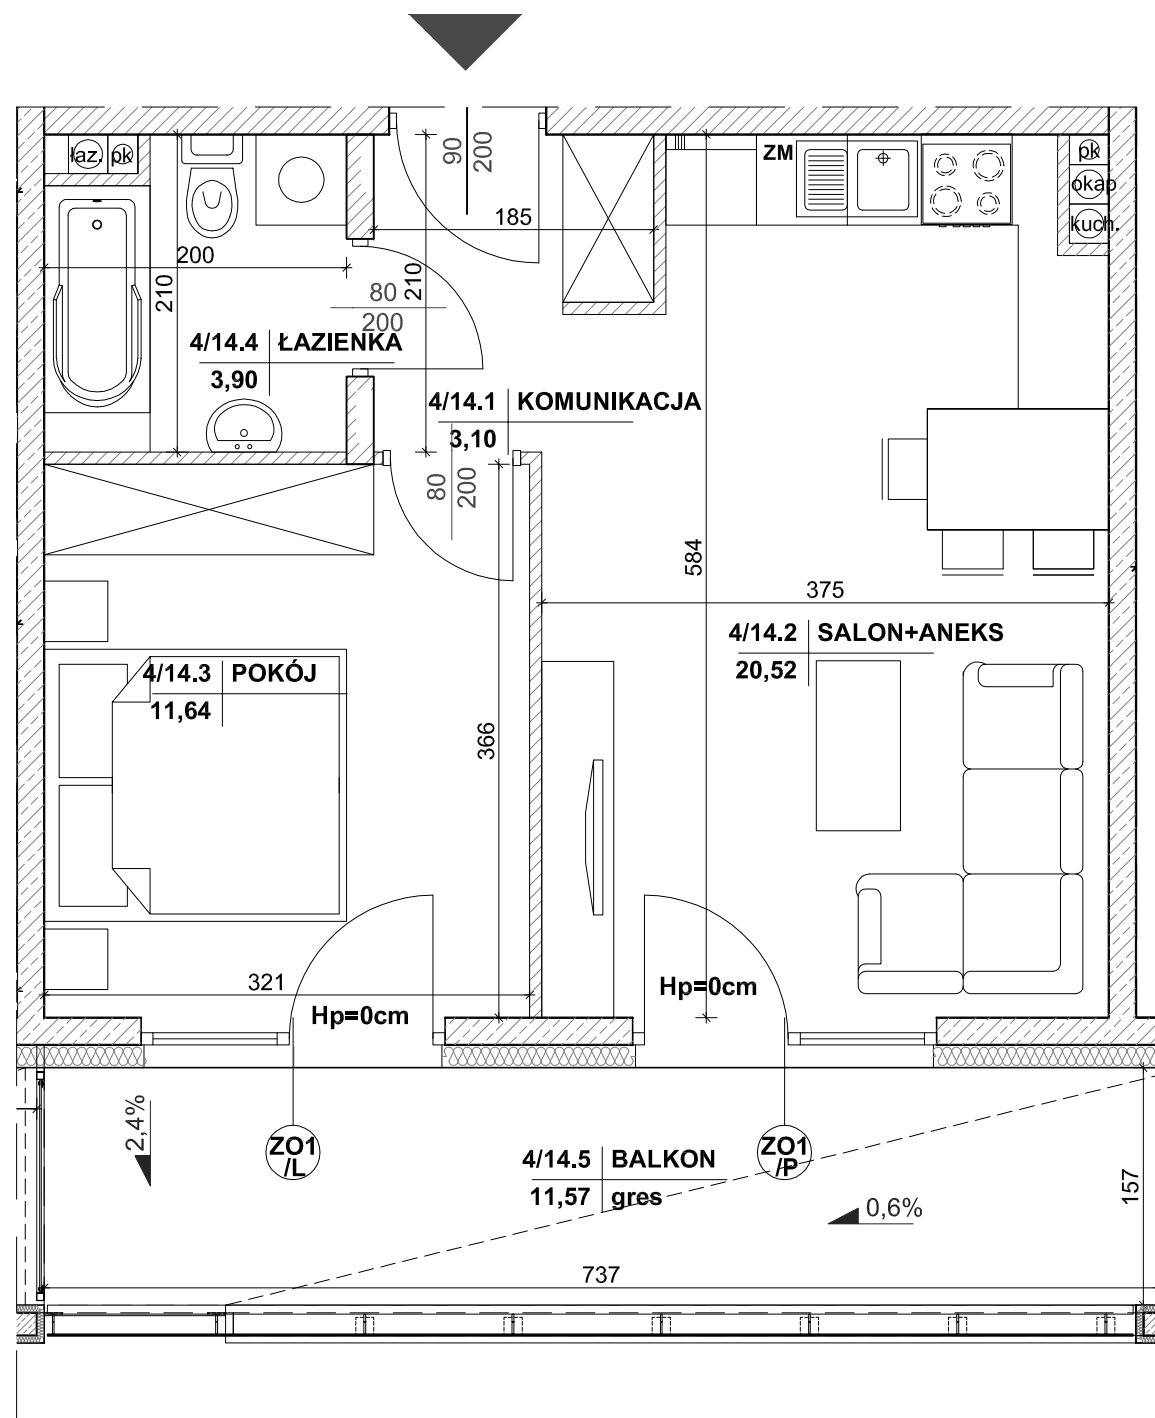 90
200
łaz.
pk
ZM
pk
okap
kuch.
185
200
210
210
80
200
4/14.4 ŁAZIENKA
3,90
4/14.1 KOMUNIKACJA
3,10
80
200
584
375
4/14.2 SALON+ANEKS
20,52
4/14.3 POKÓJ
11,64
366
321
Hp=0cm
Hp=0cm
2,4%
ZO1
/L
ZO1
/P
4/14.5 BALKON
11,57 gres
0,6%
157
737